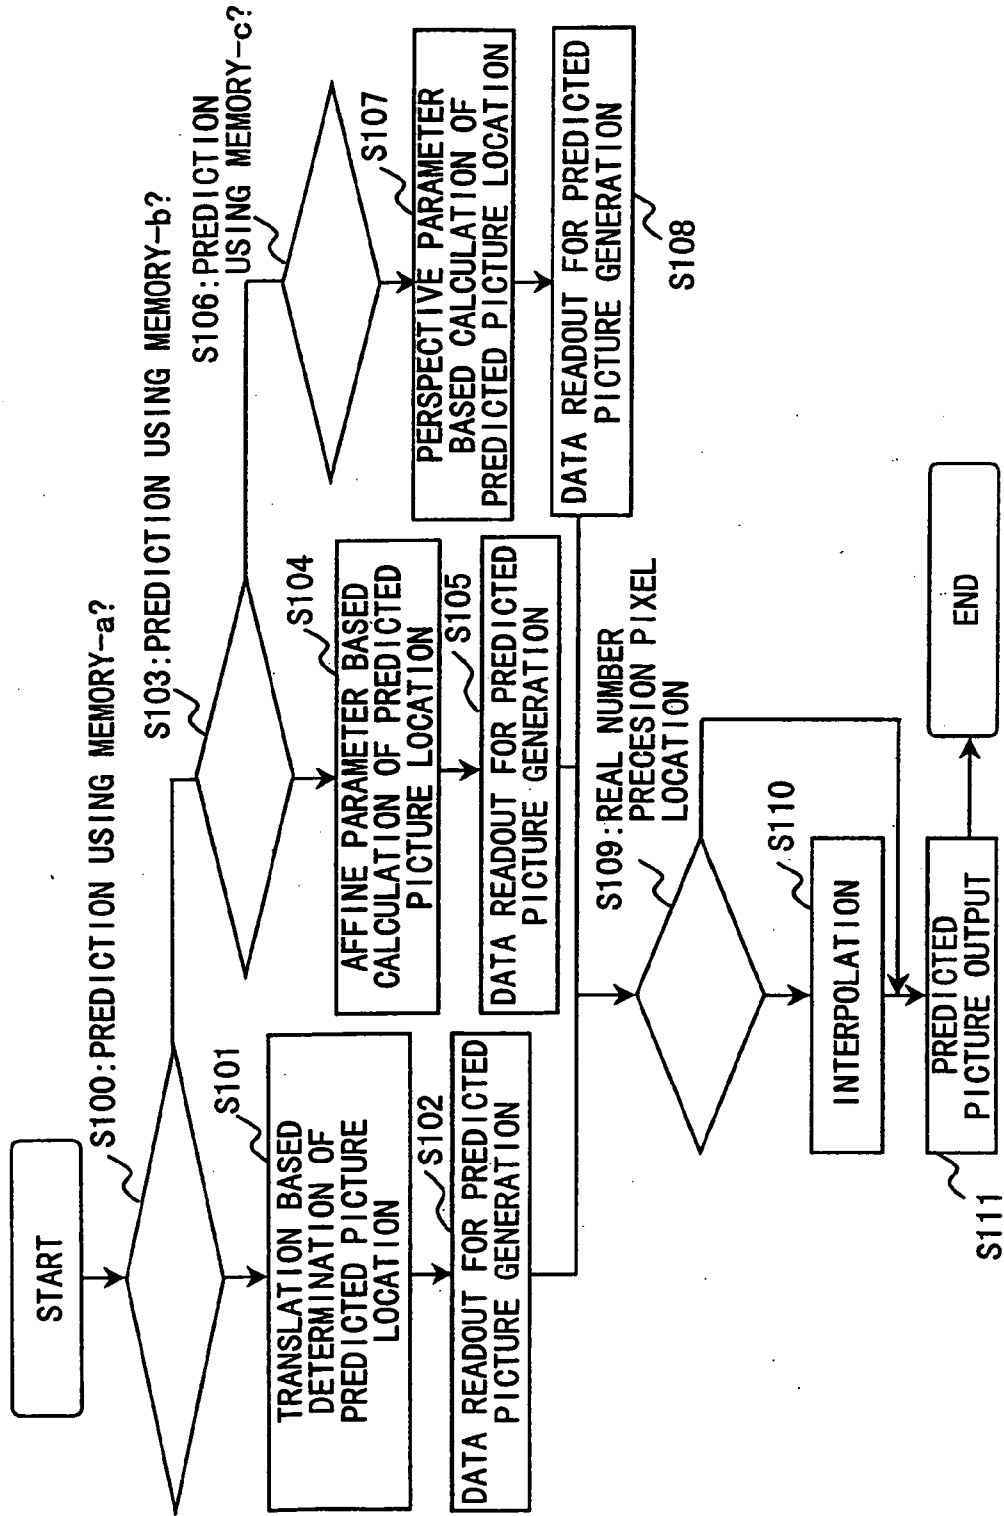 START
S100:PREDICTION USING MEMORY-a?
S101
TRANSLATION BASED
DETERMINATION OF
PREDICTED PICTURE
LOCATION
S102
DATA READOUT FOR PREDICTED
PICTURE GENERATION
S103:PREDICTION USING MEMORY-b?
S104
AFFINE PARAMETER BASED
CALCULATION OF PREDICTED
PICTURE LOCATION
S105
DATA READOUT FOR PREDICTED
PICTURE GENERATION
S106:PREDICTION
USING MEMORY-c?
S107
PERSPECTIVE PARAMETER
BASED CALCULATION OF
PREDICTED PICTURE LOCATION
DATA READOUT FOR PREDICTED
PICTURE GENERATION
S108
S109:REAL NUMBER
PRECESION PIXEL
LOCATION
S110
INTERPOLATION
PREDICTED
PICTURE OUTPUT
S111
END